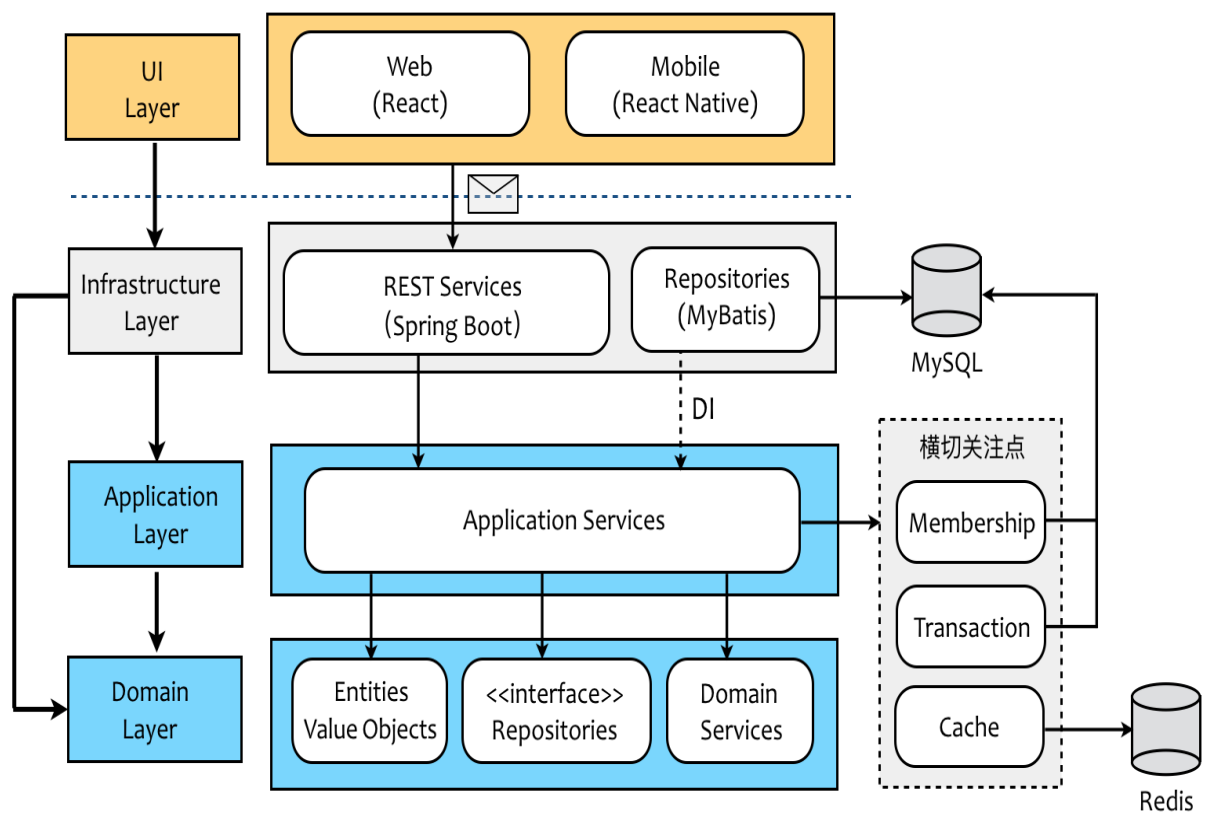 UI
Layer
Web
(React)
Mobile
(React Native)
Infrastructure
Layer
REST Services
(Spring Boot)
Repositories
(MyBatis)
MySQL
DI
横切关注点
Application
Layer
Application Services
Membership
Transaction
Cache
Domain
Layer
Entities
Value Objects
<<interface>>
Repositories
Domain
Services
Redis